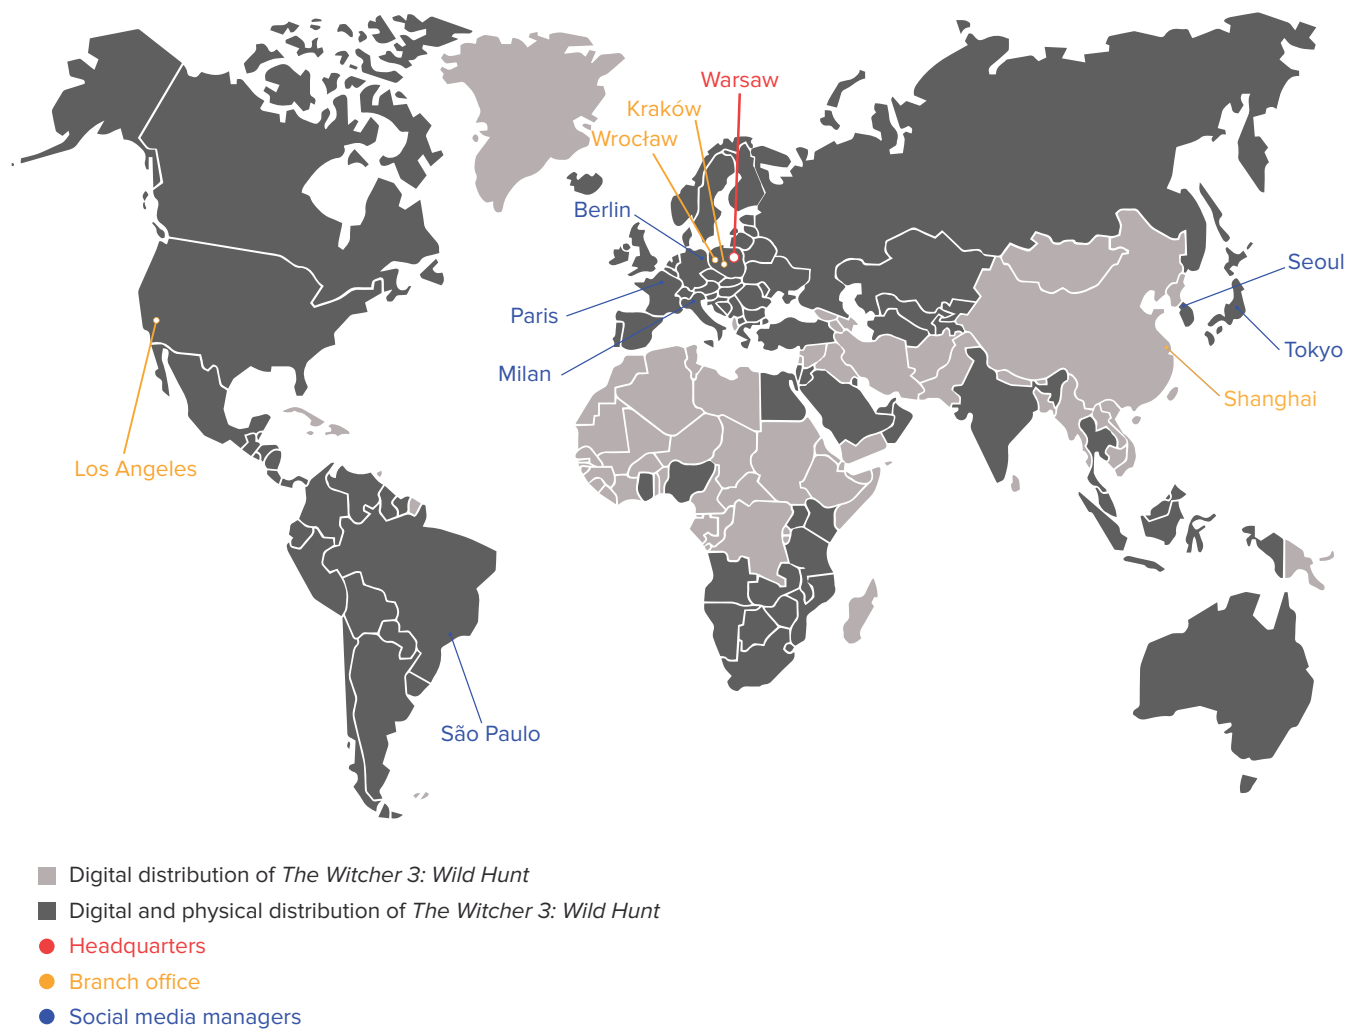 Warsaw
Kraków
Wrocław
Berlin
Seoul
Paris
Tokyo
Milan
Shanghai
Los Angeles
São Paulo
Digital distribution of The Witcher 3: Wild Hunt
Digital and physical distribution of The Witcher 3: Wild Hunt
Headquarters
Branch office
Social media managers